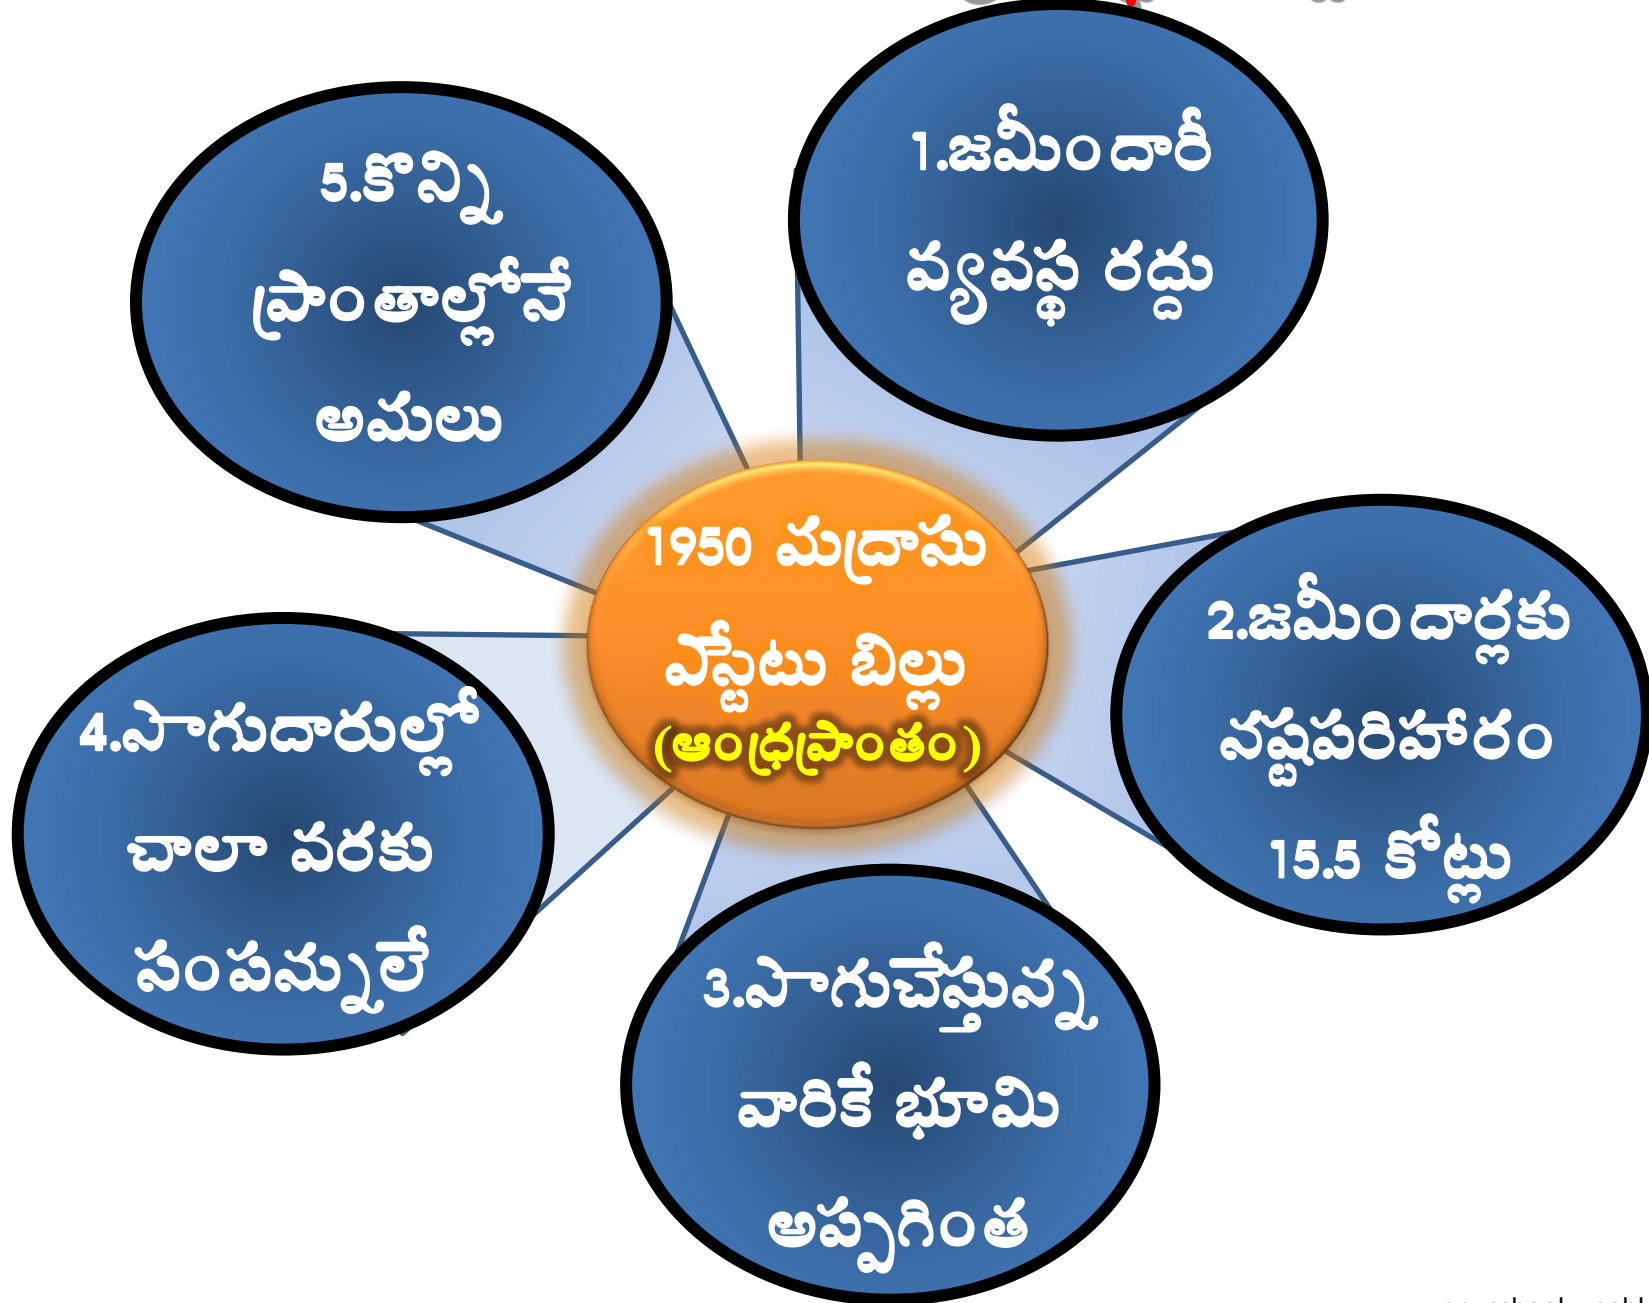 1950 మద్రాసు
ఎస్టేటు బిల్లు
(ఆంధ్రప్రాంతం)
1.జమీందారీ
వ్యవస్థ రద్దు
2.జమీందార్లకు
నష్టపరిహారం
15.5 కోట్లు
3.సాగుచేస్తున్న
వారికే భూమి
అప్పగింత
4.సాగుదారుల్లో
చాలా వరకు
సంపన్నులే
5.కొన్ని
ప్రాంతాల్లోనే
అమలు